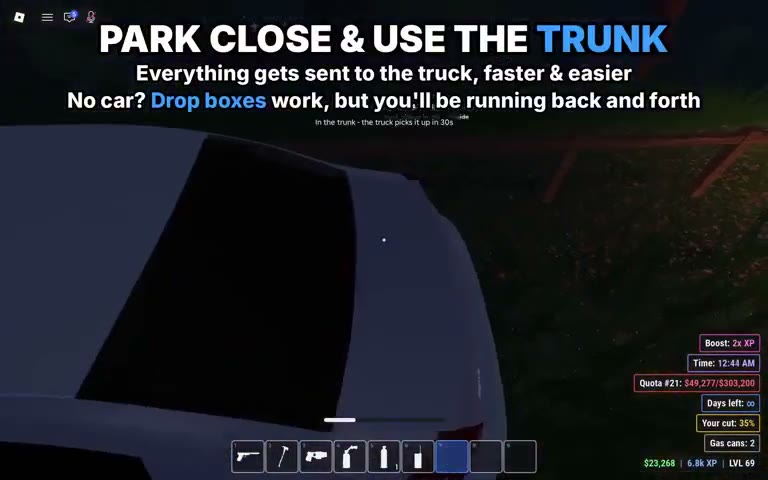 PARK CLOSE & USE THE TRUNK
Everything gets sent to the truck, faster & easier
No car? Drop boxes work, but you'll be running back and forth
In the trunk - the truck picks it up in 30s
Boost: 2x XP
Time: 12:44 AM
Quota #21: $49,277/$303,200
Days left: ∞
Your cut: 35%
Gas cans: 2
$23,268 | 6.8k XP | LVL 69